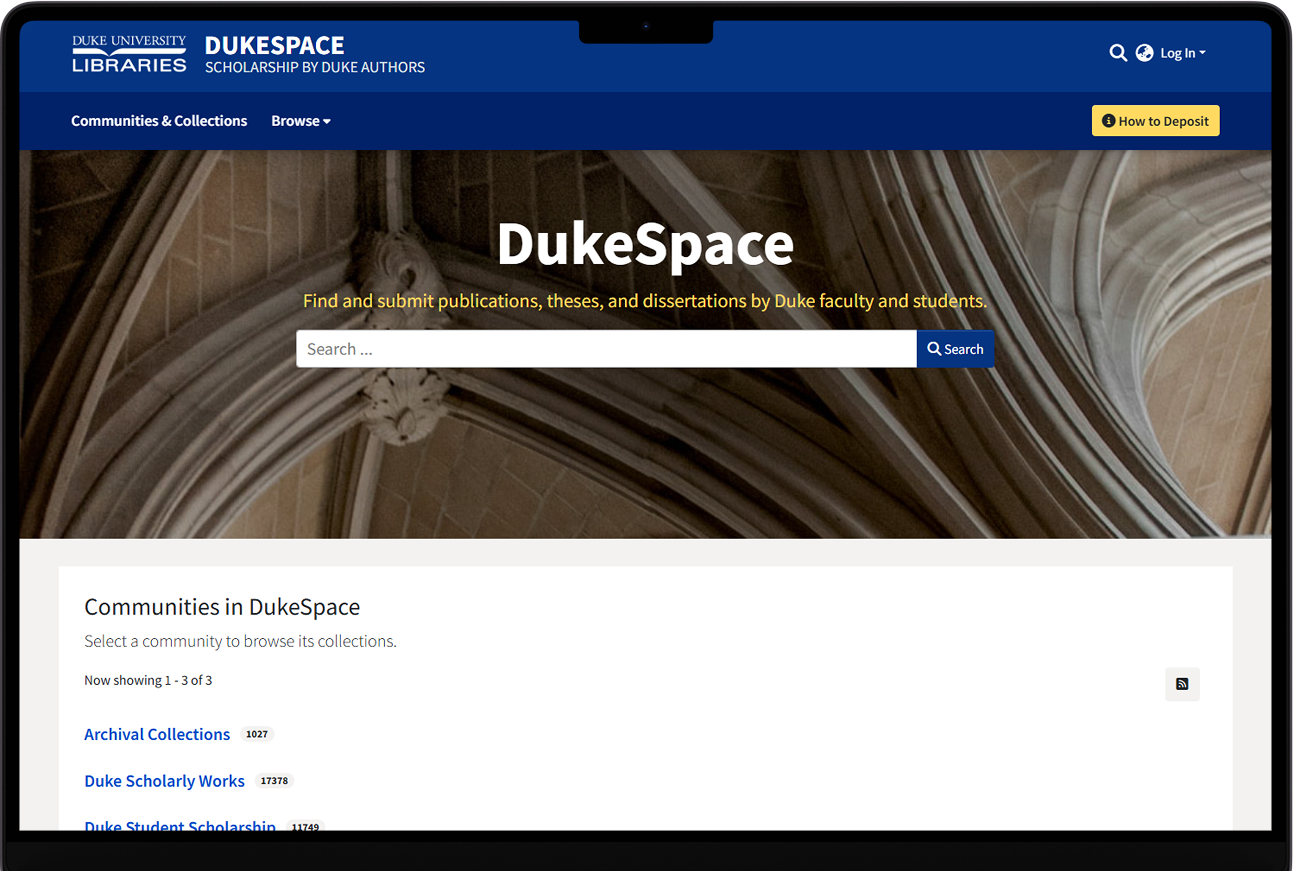 DUKE UNIVERSITY
LIBRARIES
DUKESPACE
SCHOLARSHIP BY DUKE AUTHORS
Log In
Communities & Collections
Browse
How to Deposit
DukeSpace
Find and submit publications, theses, and dissertations by Duke faculty and students.
Search ...
Search
Communities in DukeSpace
Select a community to browse its collections.
Now showing 1 - 3 of 3
Archival Collections 1027
Duke Scholarly Works 17378
Duke Student Scholarship 11749